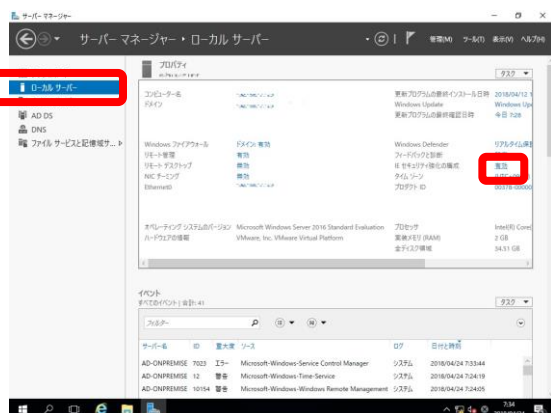 サーバー マネージャー
サーバー マネージャー ・ ローカル サーバー
管理(M) ツール(T) 表示(V) ヘルプ(H)
プロパティ
タスク
ローカル サーバー
AD DS
DNS
ファイル サービスと記憶域サ...
コンピューター名
ドメイン
更新プログラムの最終インストール日時 2018/04/12 1
Windows Update Windows Up
更新プログラムの最終確認日時 今日 7:28
Windows ファイアウォール ドメイン: 有効
リモート管理 有効
リモート デスクトップ 無効
NIC チーミング 無効
Ethernet0
Windows Defender リアルタイム保
フィードバックと診断
IE セキュリティ強化の構成 有効
タイム ゾーン
プロダクト ID 00378-00000
オペレーティング システムのバージョン Microsoft Windows Server 2016 Standard Evaluation
ハードウェアの情報 VMware, Inc. VMware Virtual Platform
プロセッサ Intel(R) Core
実装メモリ (RAM) 2 GB
全ディスク領域 34.51 GB
イベント
すべてのイベント | 合計: 41
タスク
フィルター
サーバー名 ID 重大度 ソース ログ 日付と時刻
AD-ONPREMISE 7023 エラー Microsoft-Windows-Service Control Manager システム 2018/04/24 7:33:44
AD-ONPREMISE 12 警告 Microsoft-Windows-Time-Service システム 2018/04/24 7:24:19
AD-ONPREMISE 10154 警告 Microsoft-Windows-Windows Remote Management システム 2018/04/24 7:24:05
7:34